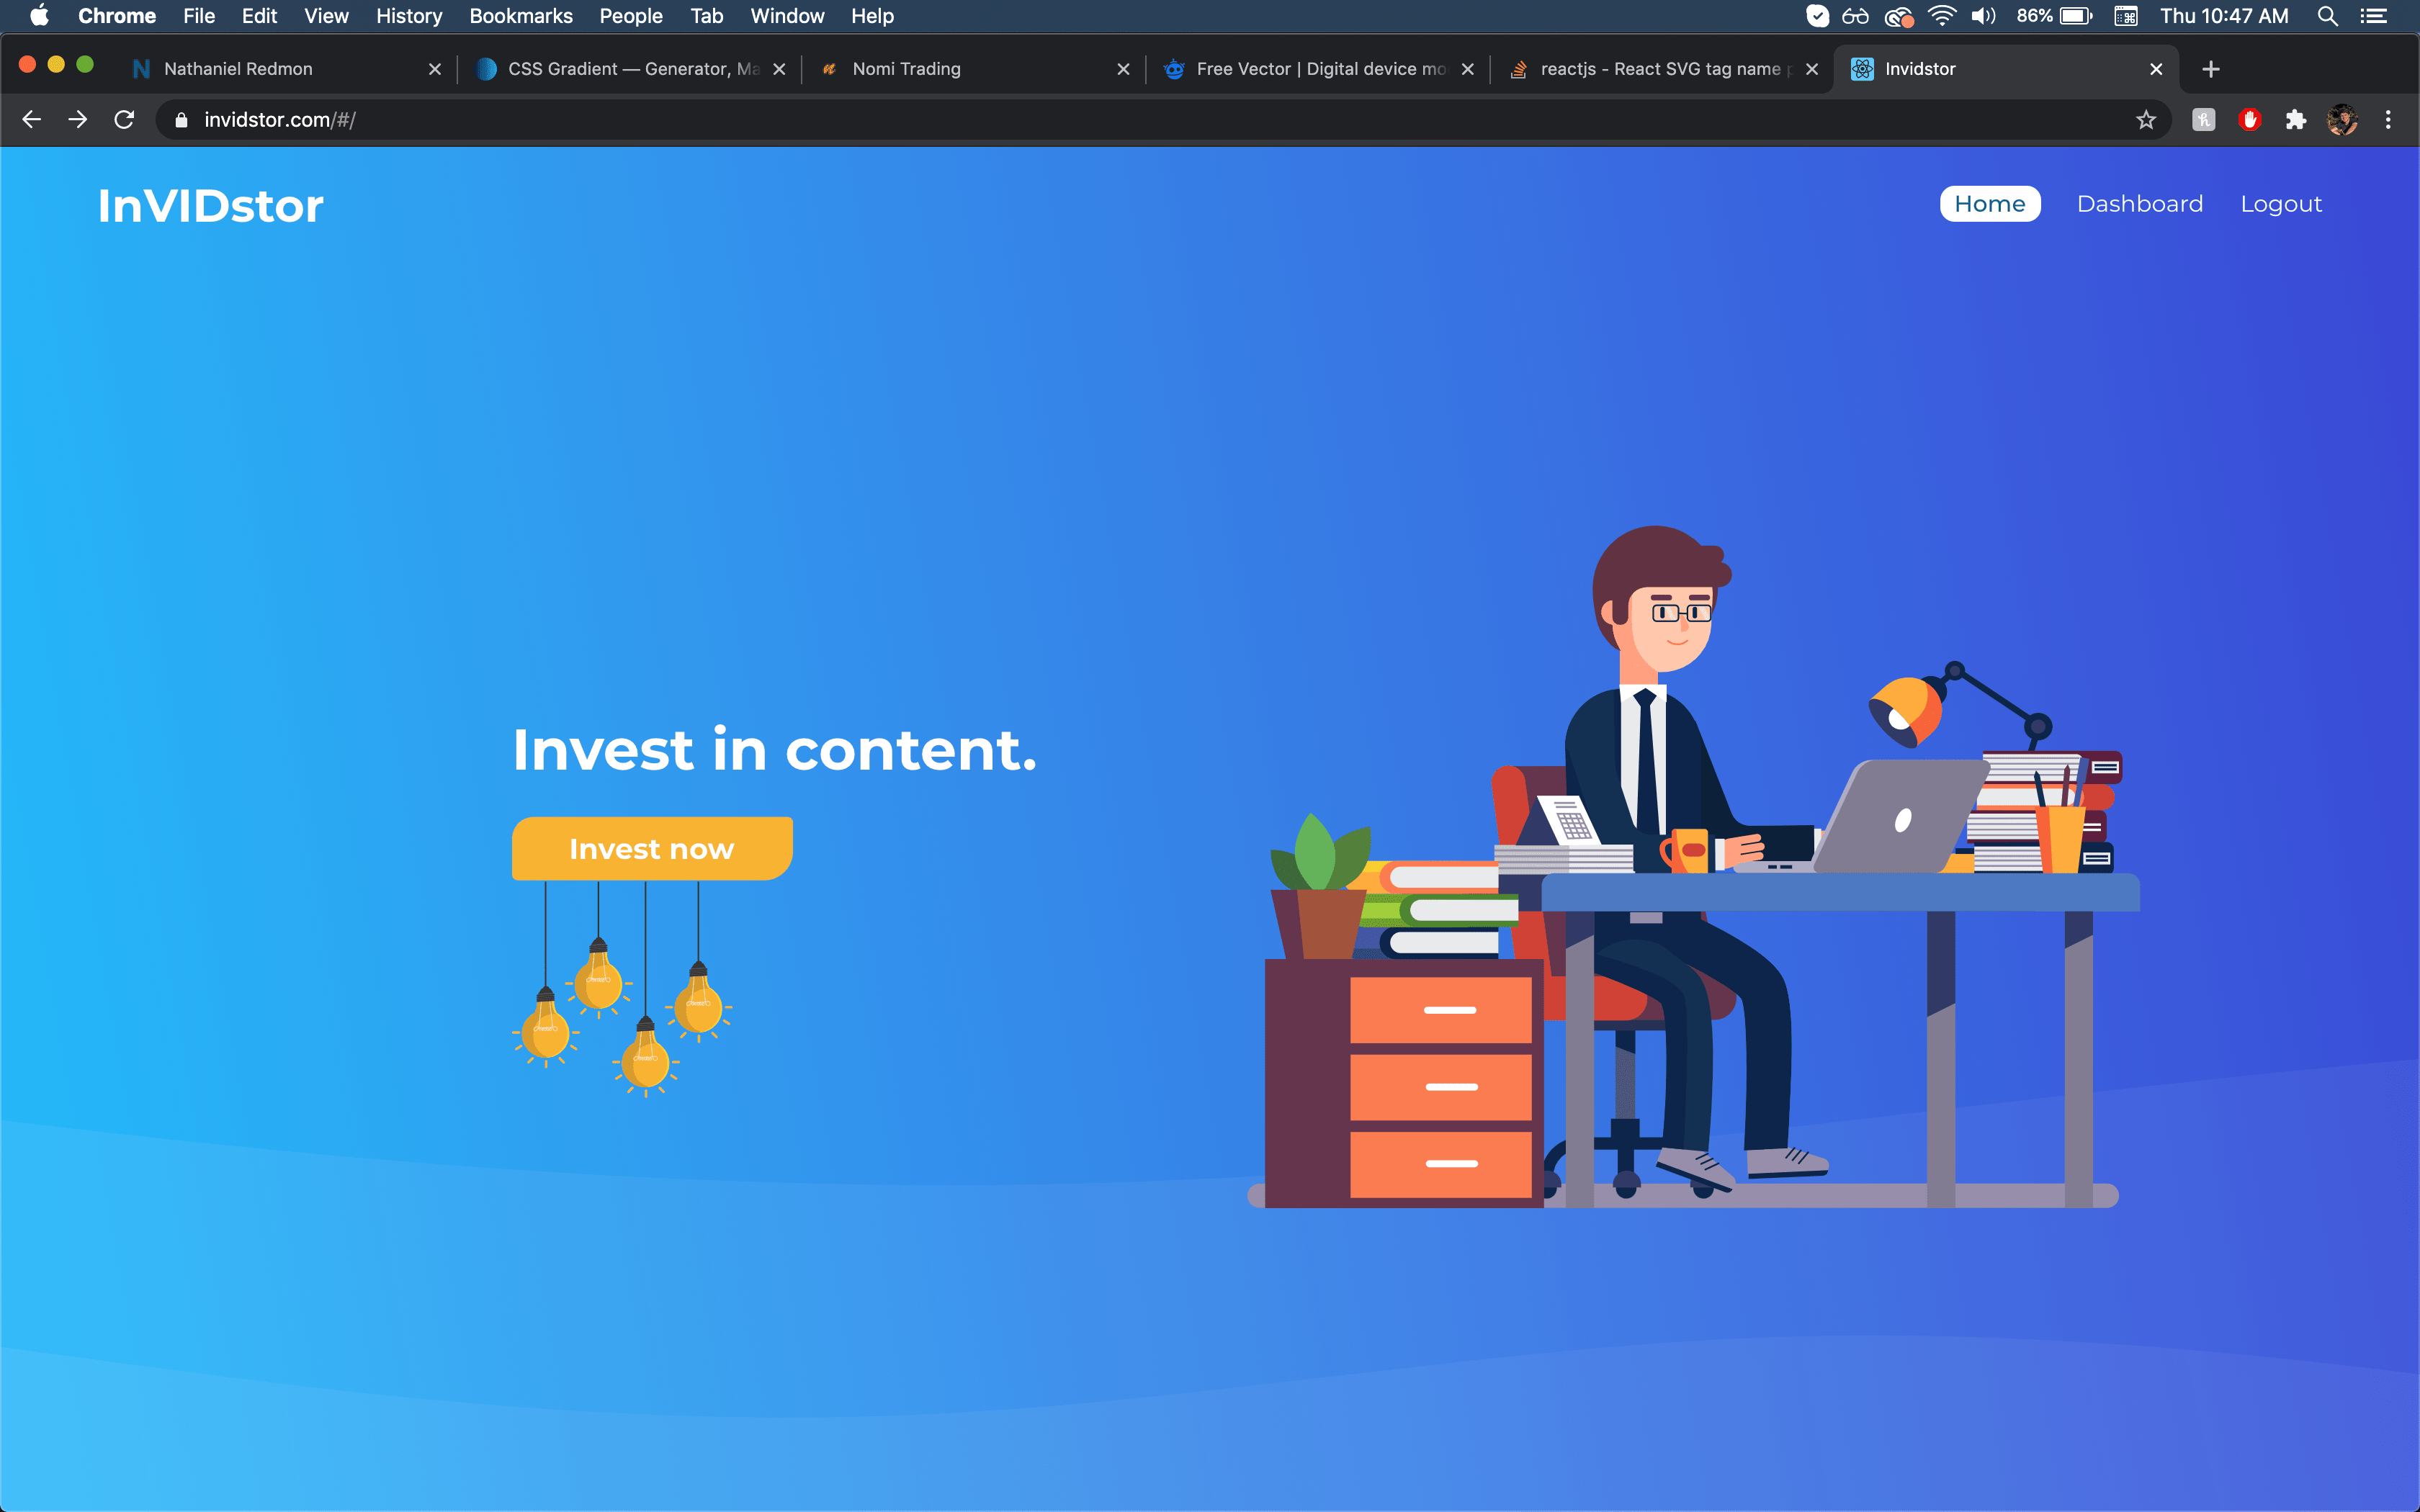 Chrome File Edit View History Bookmarks People Tab Window Help 86% Thu 10:47 AM
Nathaniel Redmon CSS Gradient — Generator, Ma Nomi Trading Free Vector | Digital device mo reactjs - React SVG tag name p Invidstor
invidstor.com/#/
InVIDstor Home Dashboard Logout
Invest in content.
Invest now